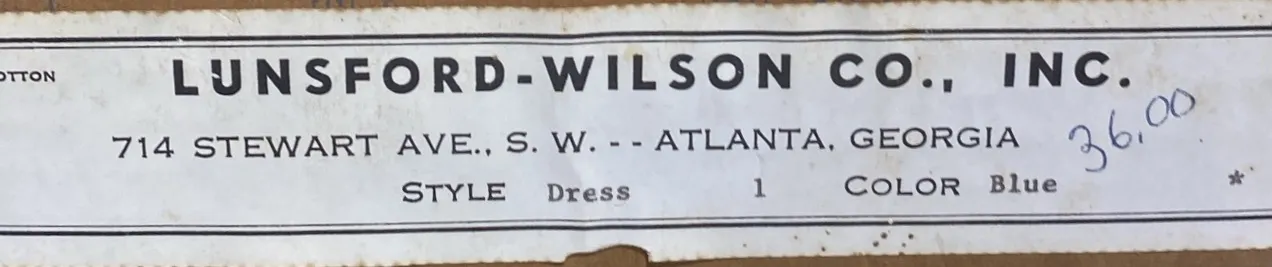 OTTON
LUNSFORD-WILSON CO., INC.
714 STEWART AVE., S. W. - - ATLANTA, GEORGIA
36.00
STYLE Dress 1 COLOR Blue *